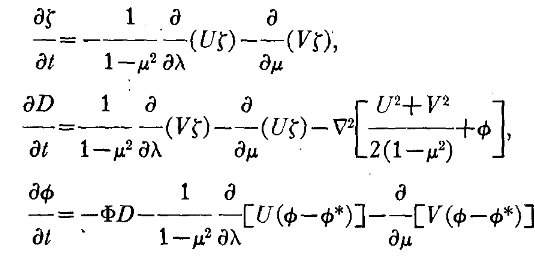 ∂ζ/∂t = −1/(1−μ²) ∂/∂λ (Uζ) − ∂/∂μ (Vζ),
∂D/∂t = 1/(1−μ²) ∂/∂λ (Vζ) − ∂/∂μ (Uζ) − ∇²[(U²+V²)/(2(1−μ²)) + ϕ],
∂ϕ/∂t = −ΦD − 1/(1−μ²) ∂/∂λ [U(ϕ−ϕ*)] − ∂/∂μ [V(ϕ−ϕ*)]